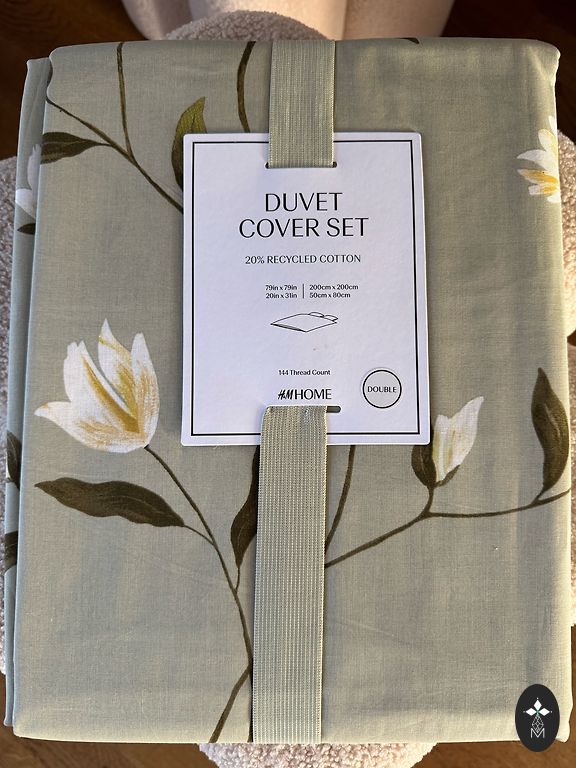 DUVET
COVER SET
20% RECYCLED COTTON
79in x 79in | 200cm x 200cm
20in x 31in | 50cm x 80cm
144 Thread Count
H&M HOME
DOUBLE
M